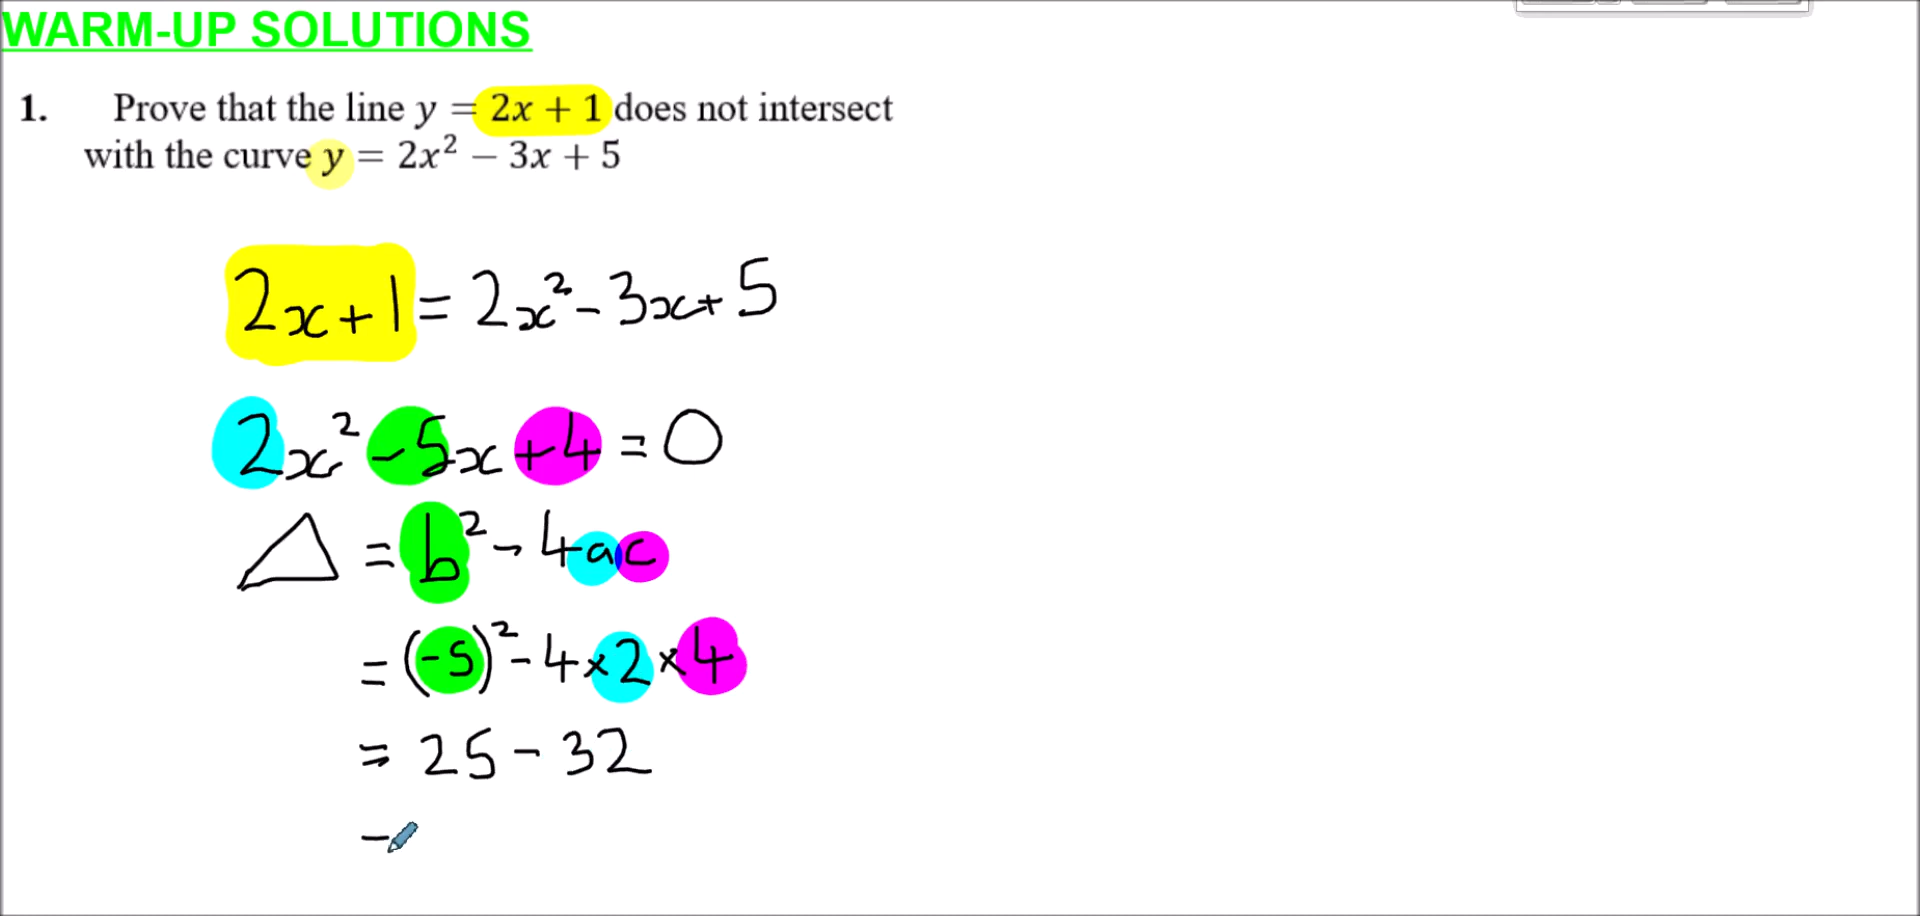 WARM-UP SOLUTIONS
1. Prove that the line y = 2x + 1 does not intersect
with the curve y = 2x² − 3x + 5
2x+1 = 2x² - 3x + 5
2x² - 5x + 4 = 0
△ = b² - 4ac
= (-5)² - 4 × 2 × 4
= 25 - 32
-